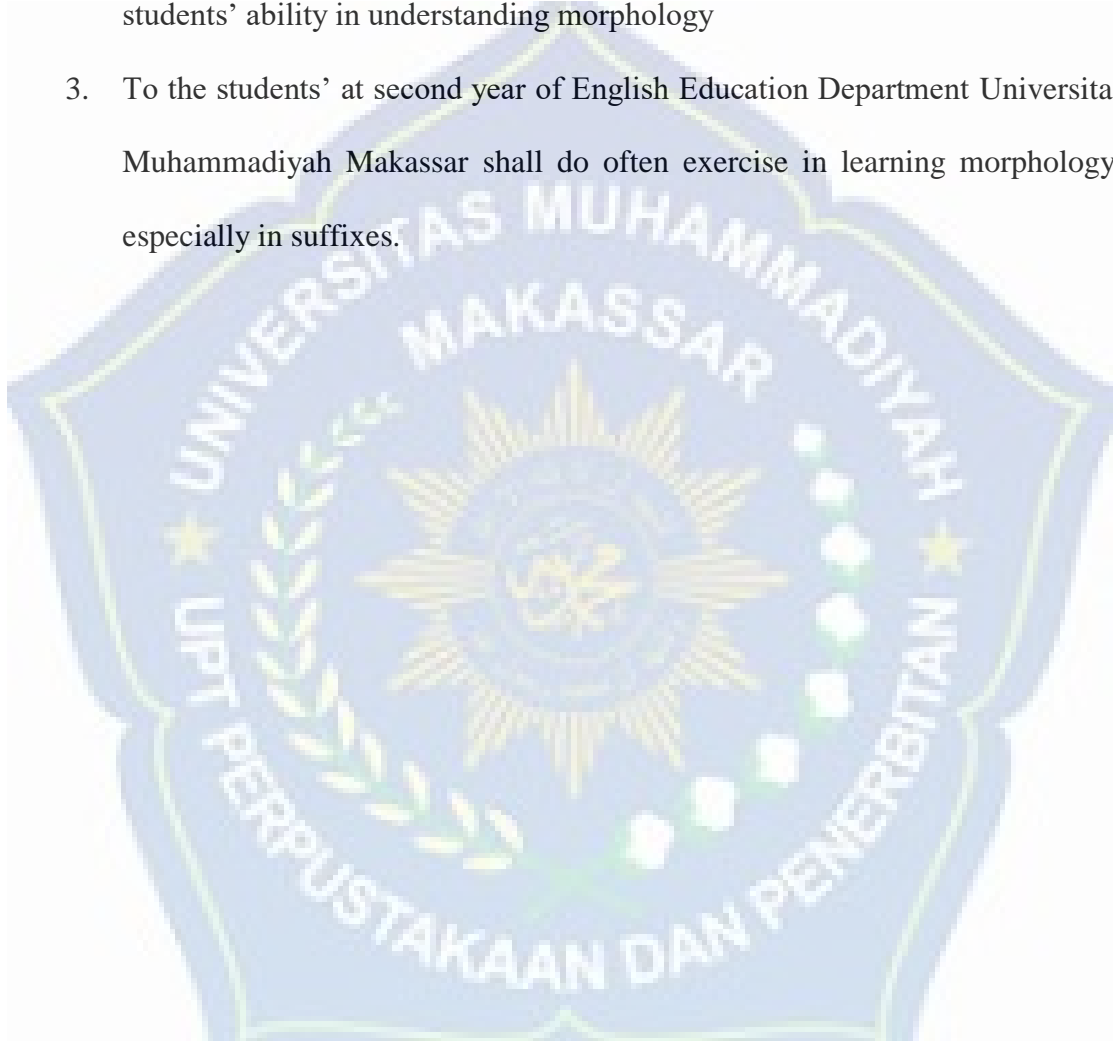 students’ ability in understanding morphology
3. To the students’ at second year of English Education Department Universita
Muhammadiyah Makassar shall do often exercise in learning morphology
especially in suffixes.
UNIVERSITAS MUHAMMADIYAH
MAKASSAR
UPT PERPUSTAKAAN DAN PENERBITAN